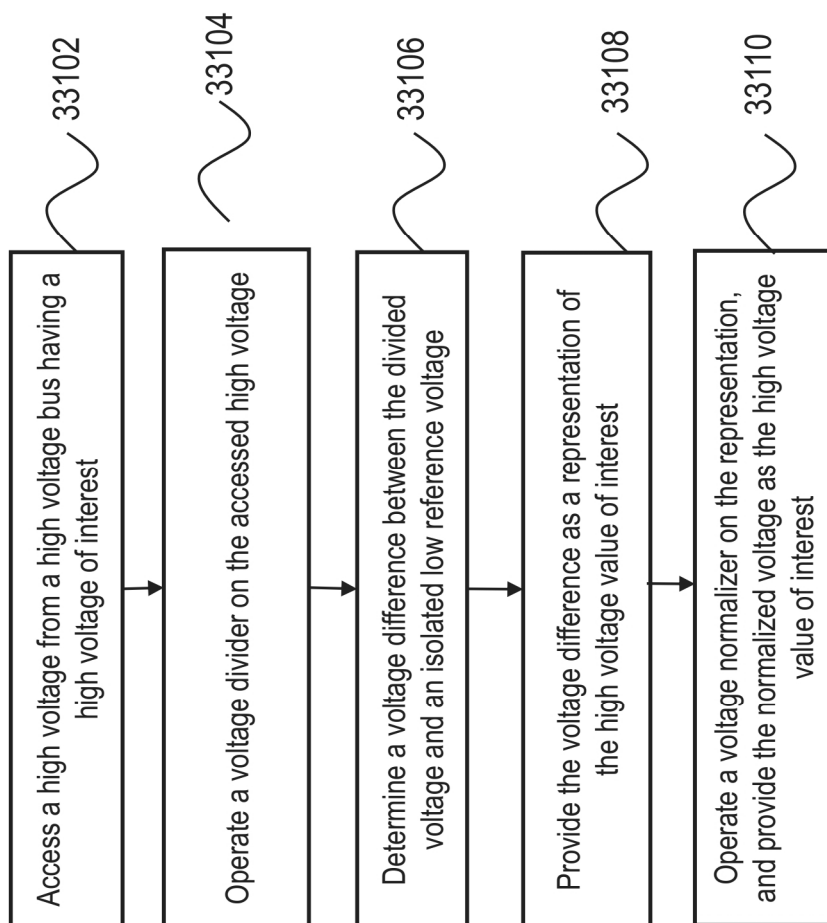 Access a high voltage from a high voltage bus having a
high voltage of interest
33102
Operate a voltage divider on the accessed high voltage
33104
Determine a voltage difference between the divided
voltage and an isolated low reference voltage
33106
Provide the voltage difference as a representation of
the high voltage value of interest
33108
Operate a voltage normalizer on the representation,
and provide the normalized voltage as the high voltage
value of interest
33110